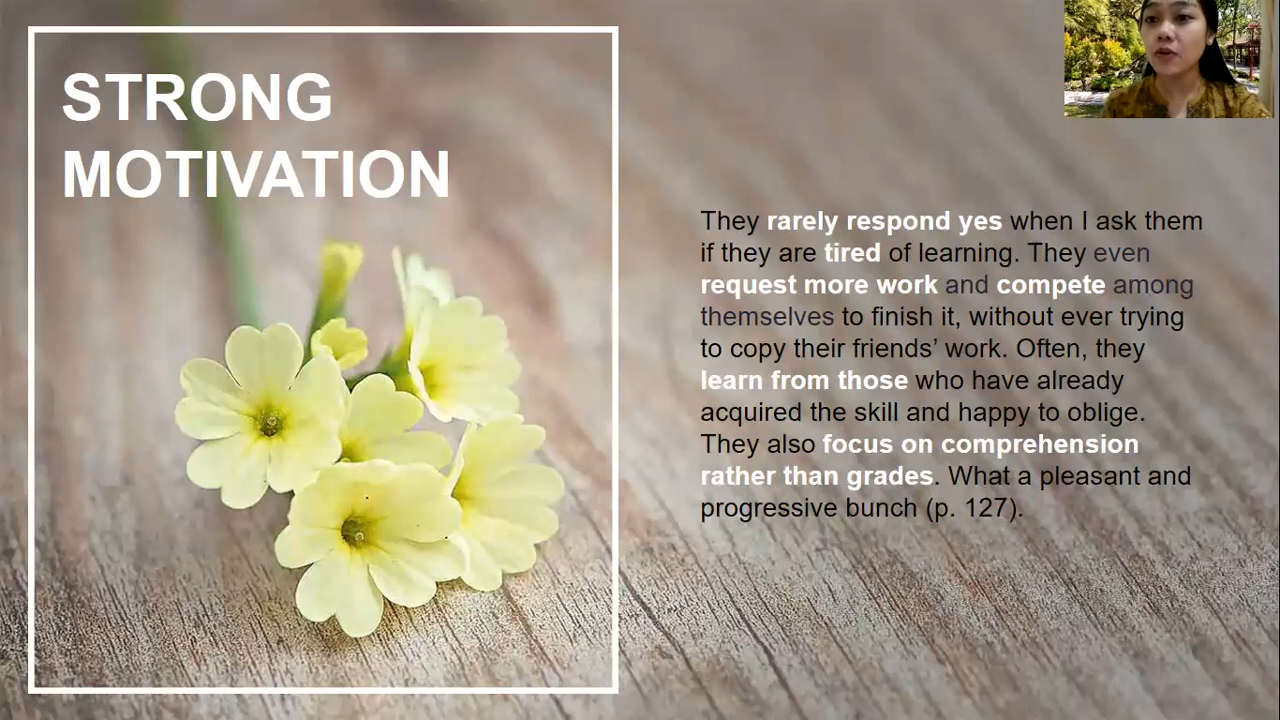 STRONG
MOTIVATION
They rarely respond yes when I ask them
if they are tired of learning. They even
request more work and compete among
themselves to finish it, without ever trying
to copy their friends’ work. Often, they
learn from those who have already
acquired the skill and happy to oblige.
They also focus on comprehension
rather than grades. What a pleasant and
progressive bunch (p. 127).